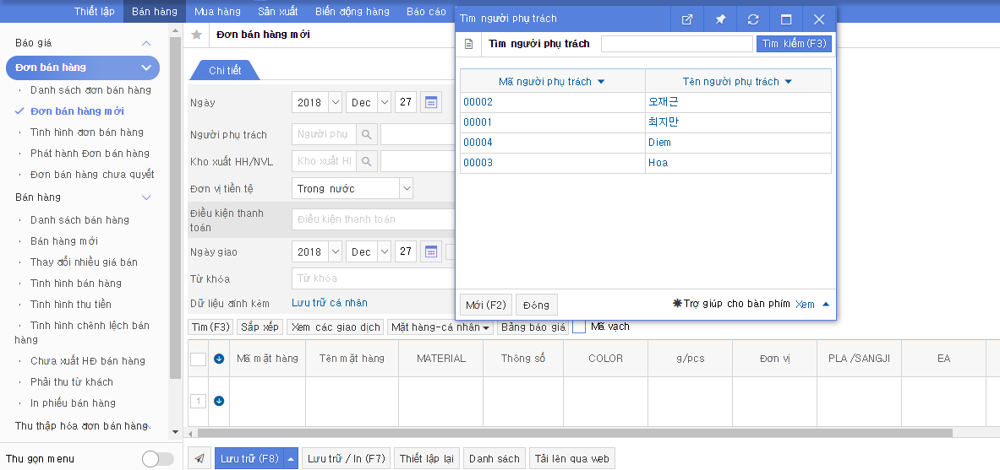 Thiết lập Bán hàng Mua hàng Sản xuất Biến động hàng Báo cáo
Báo giá
Đơn bán hàng
Danh sách đơn bán hàng
Đơn bán hàng mới
Tình hình đơn bán hàng
Phát hành Đơn bán hàng
Đơn bán hàng chưa quyết
Bán hàng
Danh sách bán hàng
Bán hàng mới
Thay đổi nhiều giá bán
Tình hình bán hàng
Tình hình thu tiền
Tình hình chênh lệch bán
hàng
Chưa xuất HĐ bán hàng
Phải thu từ khách
In phiếu bán hàng
Thu thập hóa đơn bán hàng
Thu gọn menu
Đơn bán hàng mới
Chi tiết
Ngày 2018 Dec 27
Người phụ trách Người phụ
Kho xuất HH/NVL Kho xuất HI
Đơn vị tiền tệ Trong nước
Điều kiện thanh
toán
Điều kiện thanh toán
Ngày giao 2018 Dec 27
Từ khóa Từ khóa
Dữ liệu đính kèm Lưu trữ cá nhân
Tìm (F3) Sắp xếp Xem các giao dịch Mặt hàng-cá nhân Bảng báo giá Mã vạch
Mã mặt hàng Tên mặt hàng MATERIAL Thông số COLOR g/pcs Đơn vị PLA /SANGJI EA
1
Lưu trữ (F8) Lưu trữ / In (F7) Thiết lập lại Danh sách Tải lên qua web
Tìm người phụ trách
Tìm người phụ trách Tìm kiếm(F3)
Mã người phụ trách Tên người phụ trách
00002 오재근
00001 최지만
00004 Diem
00003 Hoa
Mới (F2) Đóng ✱Trợ giúp cho bàn phím Xem